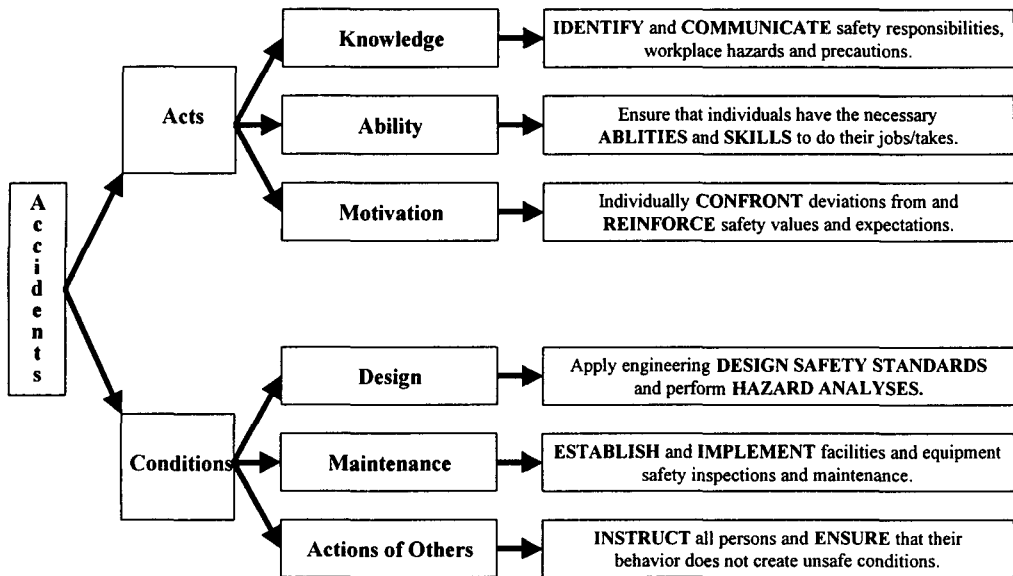 Accidents
Acts
Knowledge
IDENTIFY and COMMUNICATE safety responsibilities,
workplace hazards and precautions.
Ability
Ensure that individuals have the necessary
ABLITIES and SKILLS to do their jobs/takes.
Motivation
Individually CONFRONT deviations from and
REINFORCE safety values and expectations.
Conditions
Design
Apply engineering DESIGN SAFETY STANDARDS
and perform HAZARD ANALYSES.
Maintenance
ESTABLISH and IMPLEMENT facilities and equipment
safety inspections and maintenance.
Actions of Others
INSTRUCT all persons and ENSURE that their
behavior does not create unsafe conditions.